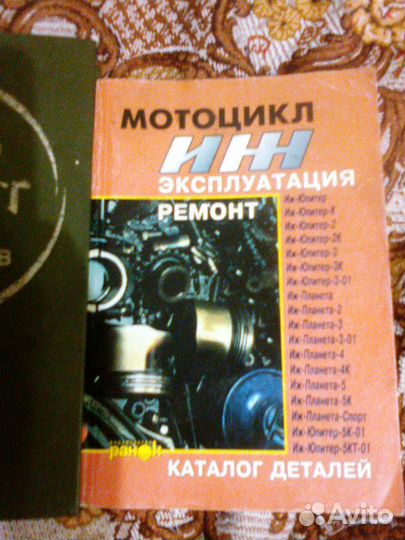 МОТОЦИКЛ
ИЖ
ЭКСПЛУАТАЦИЯ
РЕМОНТ
Иж-Юпитер
Иж-Юпитер-К
Иж-Юпитер-2
Иж-Юпитер-2К
Иж-Юпитер-3
Иж-Юпитер-3К
Иж-Юпитер-3-01
Иж-Планета
Иж-Планета-2
Иж-Планета-3
Иж-Планета-3-01
Иж-Планета-4
Иж-Планета-4К
Иж-Планета-5
Иж-Планета-5К
Иж-Планета-Спорт
Иж-Юпитер-5К-01
Иж-Юпитер-5КТ-01
ранок
КАТАЛОГ ДЕТАЛЕЙ
Avito